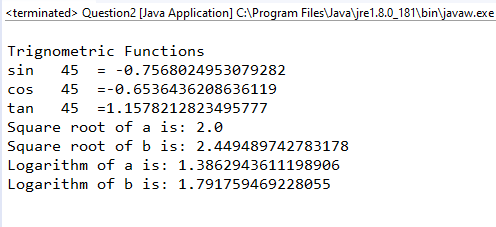 <terminated> Question2 [Java Application] C:\Program Files\Java\jre1.8.0_181\bin\javaw.exe
Trignometric Functions
sin   45  = -0.7568024953079282
cos   45  =-0.6536436208636119
tan   45  =1.1578212823495777
Square root of a is: 2.0
Square root of b is: 2.449489742783178
Logarithm of a is: 1.3862943611198906
Logarithm of b is: 1.791759469228055